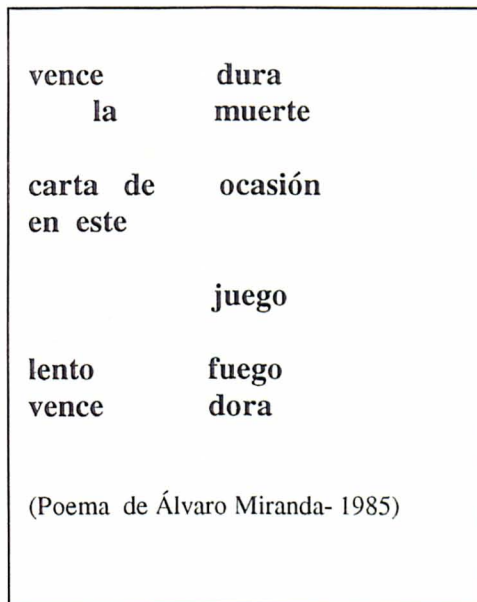 vence dura
la muerte
carta de ocasión
en este
juego
lento fuego
vence dora
(Poema de Álvaro Miranda- 1985)